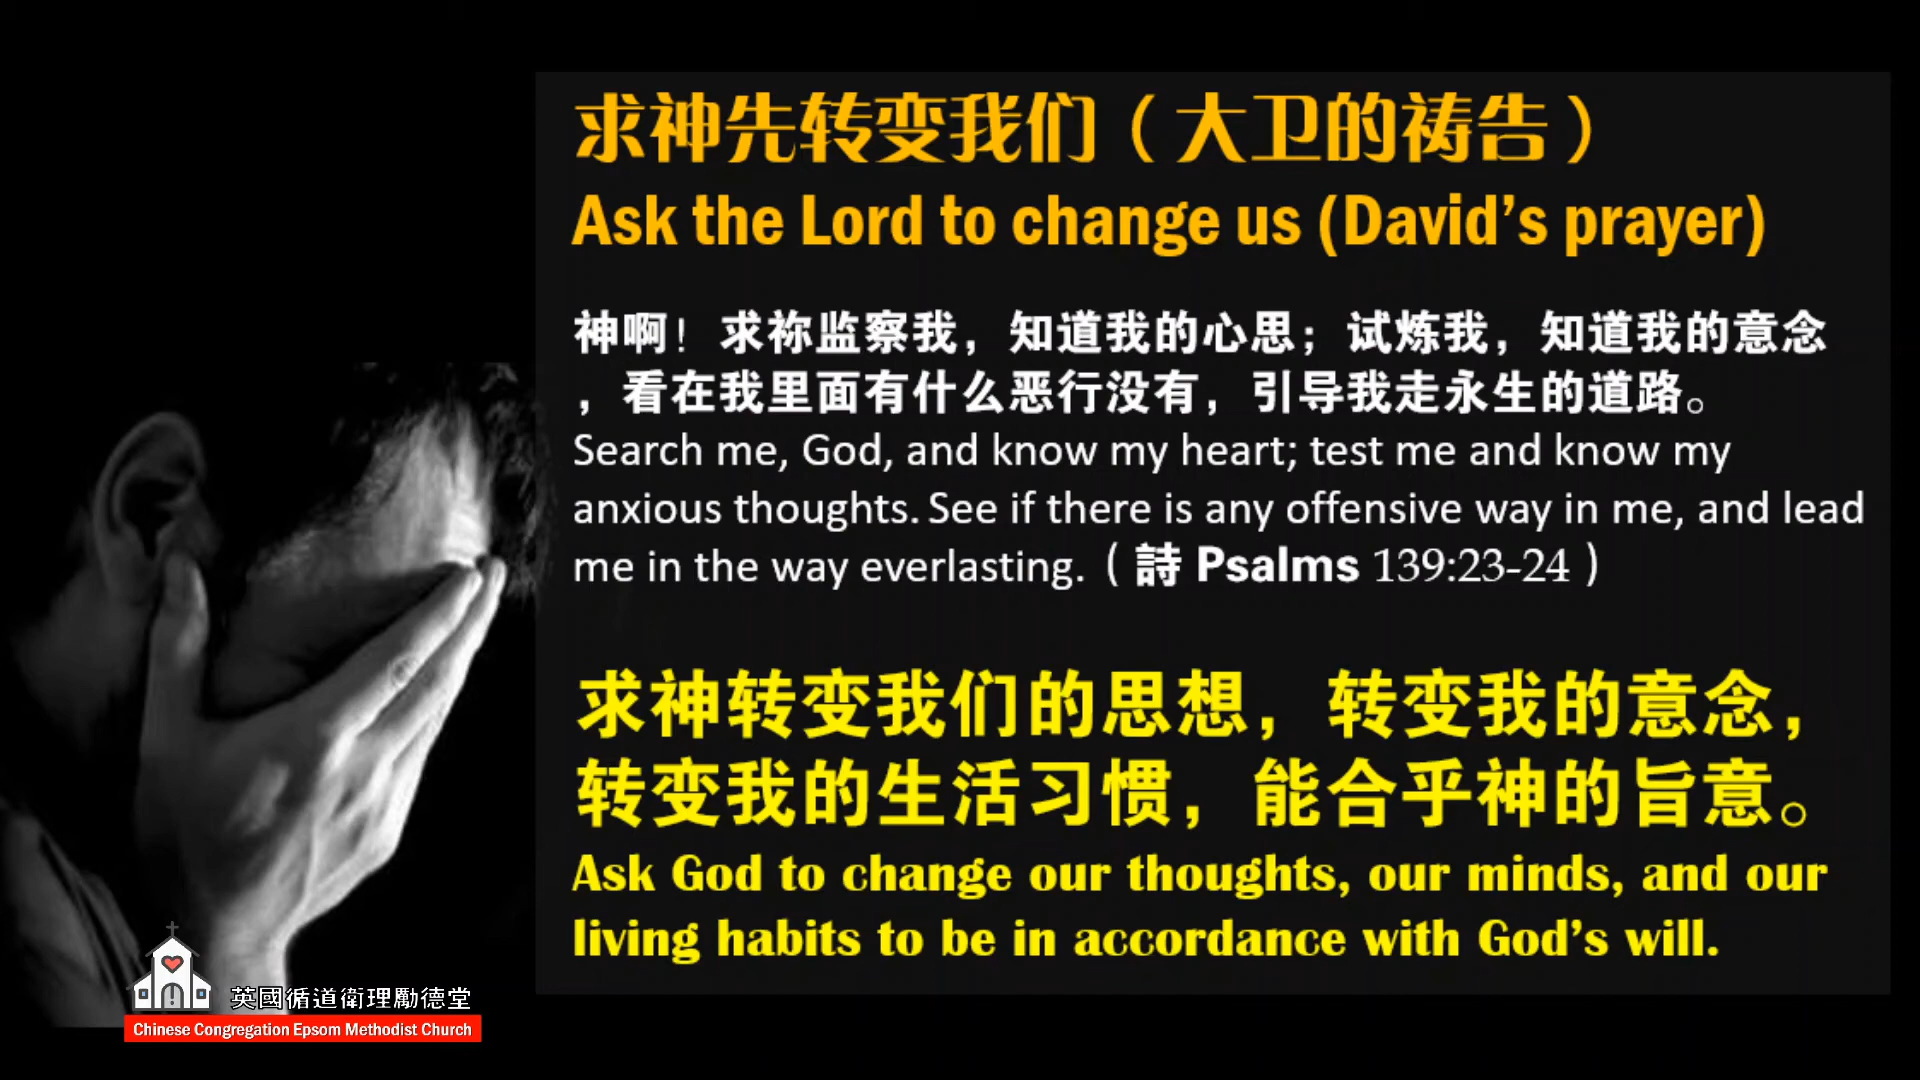 求神先转变我们（大卫的祷告）
Ask the Lord to change us (David’s prayer)
神啊！求祢监察我，知道我的心思；试炼我，知道我的意念
，看在我里面有什么恶行没有，引导我走永生的道路。
Search me, God, and know my heart; test me and know my
anxious thoughts. See if there is any offensive way in me, and lead
me in the way everlasting.（詩 Psalms 139:23-24）
求神转变我们的思想，转变我的意念，
转变我的生活习惯，能合乎神的旨意。
Ask God to change our thoughts, our minds, and our
living habits to be in accordance with God’s will.
英國循道衛理勵德堂
Chinese Congregation Epsom Methodist Church